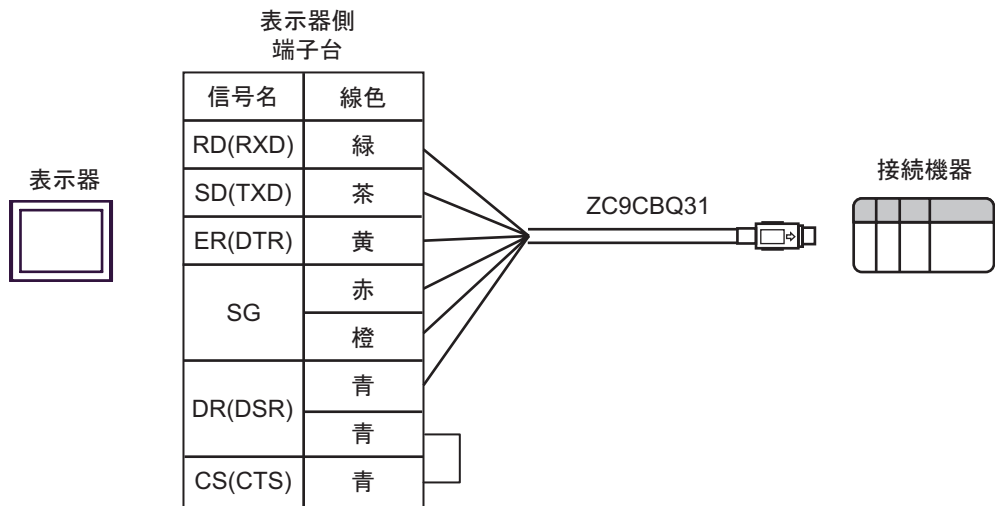 表示器側
端子台
信号名 線色
RD(RXD) 緑
SD(TXD) 茶
ER(DTR) 黄
SG 赤
橙
DR(DSR) 青
青
CS(CTS) 青
表示器
ZC9CBQ31
接続機器